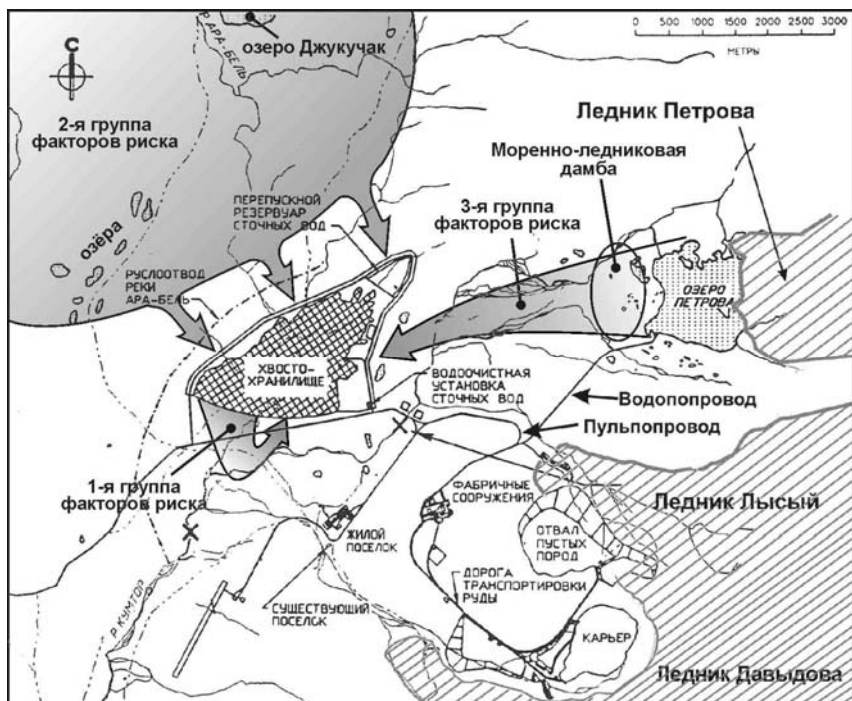 0 500 1000 1500 2000 2500 3000
МЕТРЫ
Р. АРА-БЕЛЬ
озеро Джукучак
С
2-я группа
факторов риска
Ледник Петрова
Моренно-ледниковая
дамба
ПЕРЕПУСКНОЙ
РЕЗЕРВУАР
СТОЧНЫХ ВОД
3-я группа
факторов риска
озёра
РУСЛООТВОД
РЕКИ
АРА-БЕЛЬ
ОЗЕРО
ПЕТРОВА
ХВОСТО-
ХРАНИЛИЩЕ
ВОДООЧИСТНАЯ
УСТАНОВКА
СТОЧНЫХ ВОД
Водопопровод
Пульпопровод
1-я группа
факторов риска
ФАБРИЧНЫЕ
СООРУЖЕНИЯ
Ледник Лысый
ОТВАЛ
ПУСТЫХ
ПОРОД
ЖИЛОЙ
ПОСЕЛОК
ДОРОГА
ТРАНСПОРТИРОВКИ
РУДЫ
СУЩЕСТВУЮЩИЙ
ПОСЕЛОК
Р. КУМТОР
КАРЬЕР
Ледник Давыдова